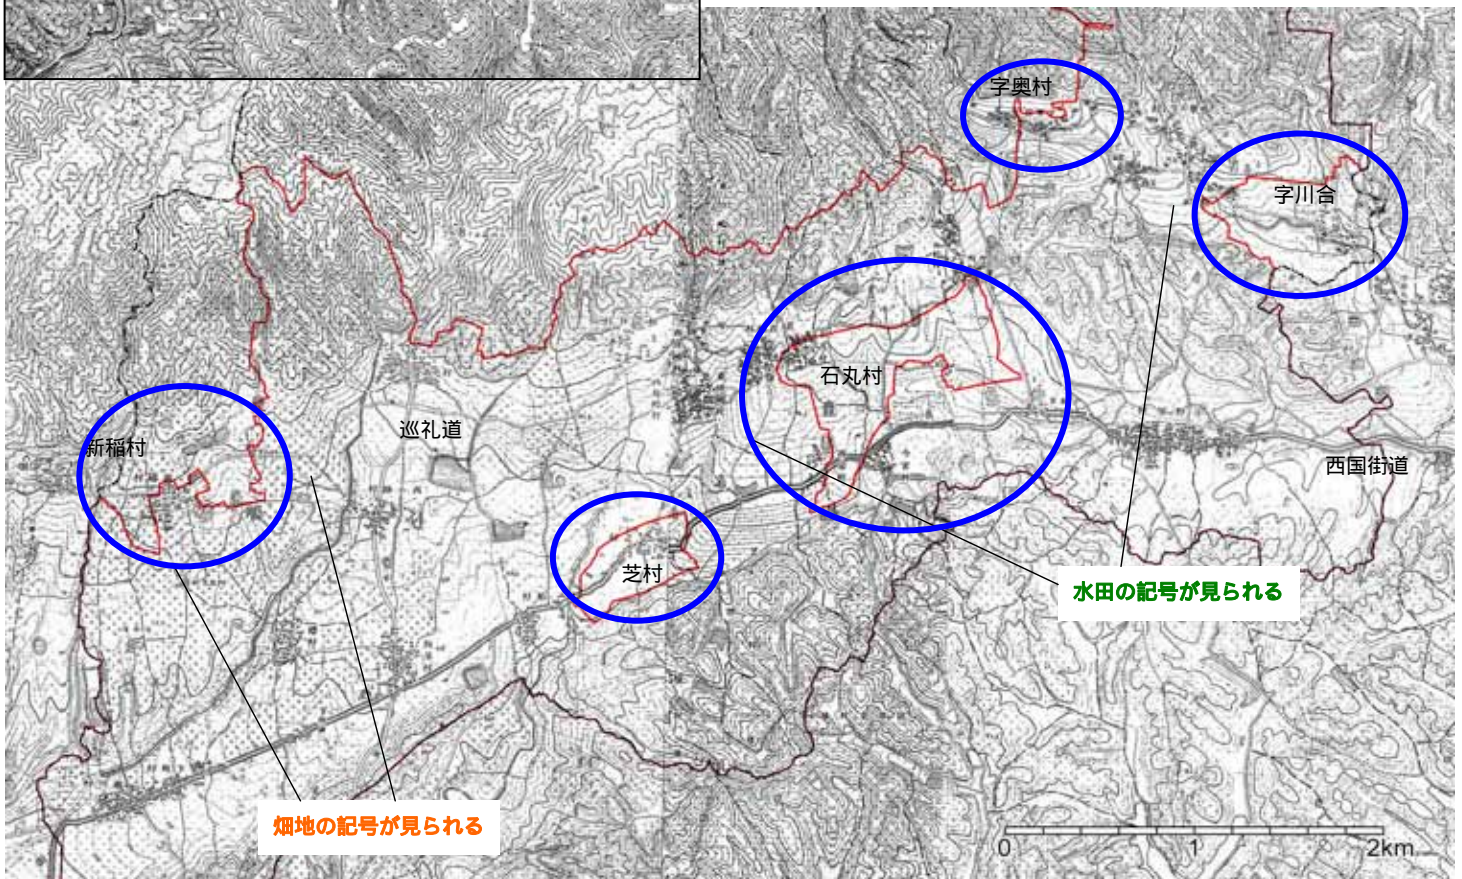 字奥村
字川合
石丸村
巡礼道
新稲村
西国街道
芝村
水田の記号が見られる
畑地の記号が見られる
0 1 2km